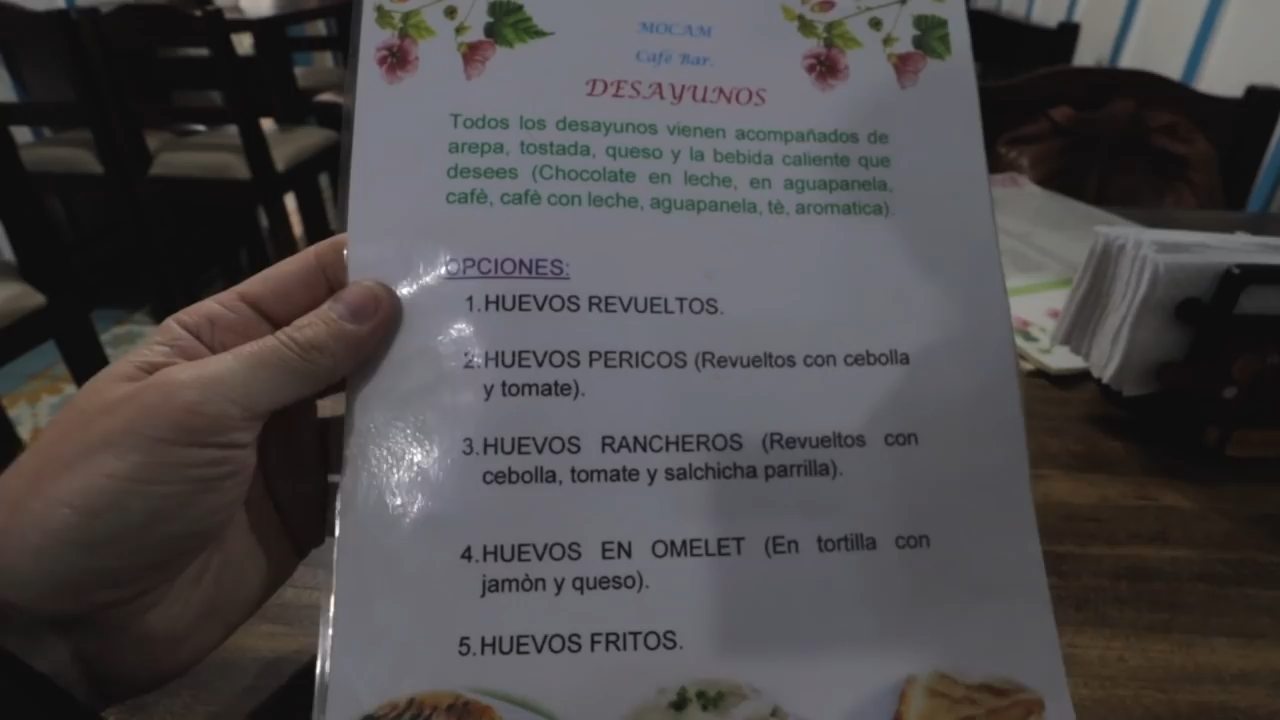 MOCAM
Cafè Bar.
DESAYUNOS
Todos los desayunos vienen acompañados de
arepa, tostada, queso y la bebida caliente que
desees (Chocolate en leche, en aguapanela,
cafè, cafè con leche, aguapanela, tè, aromatica)
OPCIONES:
1.HUEVOS REVUELTOS.
2.HUEVOS PERICOS (Revueltos con cebolla
y tomate).
3.HUEVOS RANCHEROS (Revueltos con
cebolla, tomate y salchicha parrilla).
4.HUEVOS EN OMELET (En tortilla con
jamòn y queso).
5.HUEVOS FRITOS.